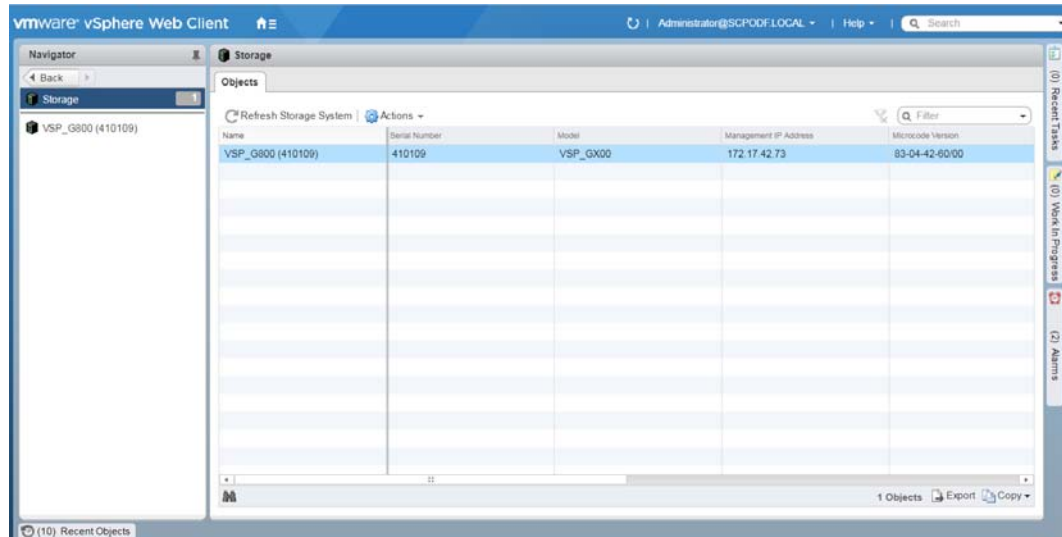 vmware® vSphere Web Client
| Administrator@SCPODF.LOCAL | Help | Search
Navigator
Back
Storage 1
VSP_G800 (410109)
Storage
Objects
Refresh Storage System | Actions
Filter
Name Serial Number Model Management IP Address Microcode Version
VSP_G800 (410109) 410109 VSP_GX00 172.17.42.73 83-04-42-60/00
1 Objects Export Copy
(0) Recent Tasks
(0) Work In Progress
(2) Alarms
(10) Recent Objects